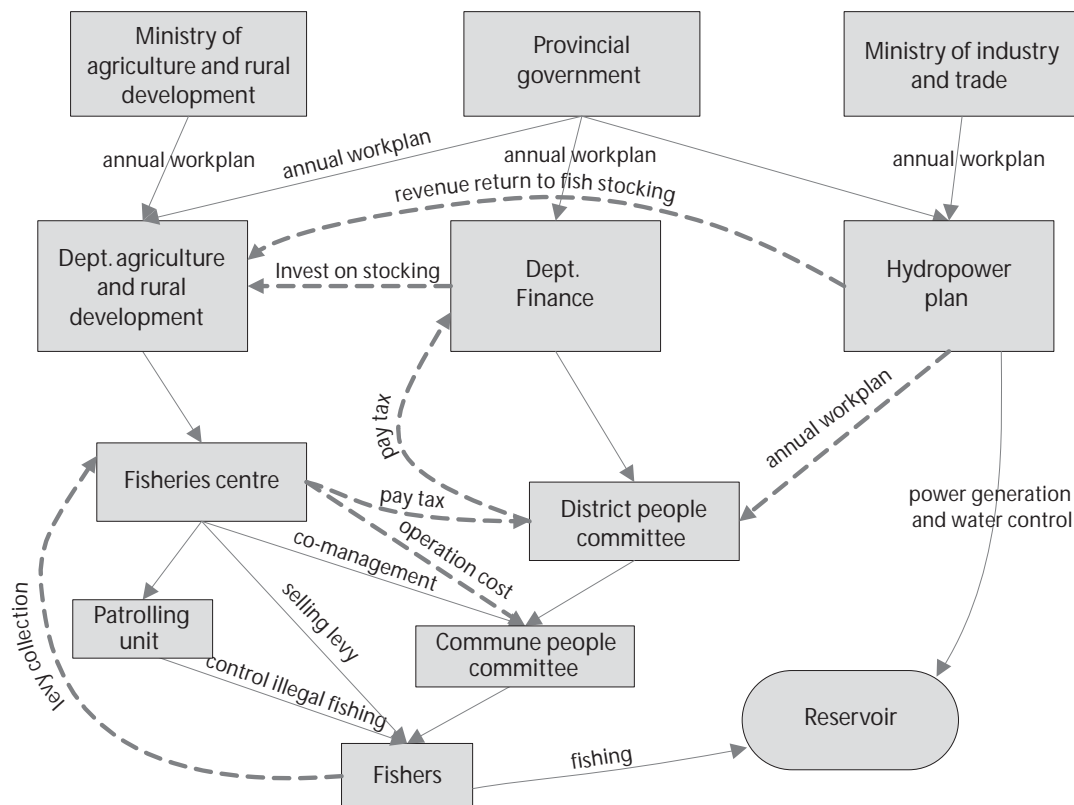 Ministry of
agriculture and rural
development
Provincial
government
Ministry of industry
and trade
annual workplan
annual workplan
annual workplan
annual workplan
revenue return to fish stocking
Dept. agriculture
and rural
development
Invest on stocking
Dept.
Finance
Hydropower
plan
pay tax
annual workplan
Fisheries centre
pay tax
District people
committee
power generation
and water control
operation cost
co-management
selling levy
levy collection
Patrolling
unit
Commune people
committee
control illegal fishing
Reservoir
Fishers
fishing